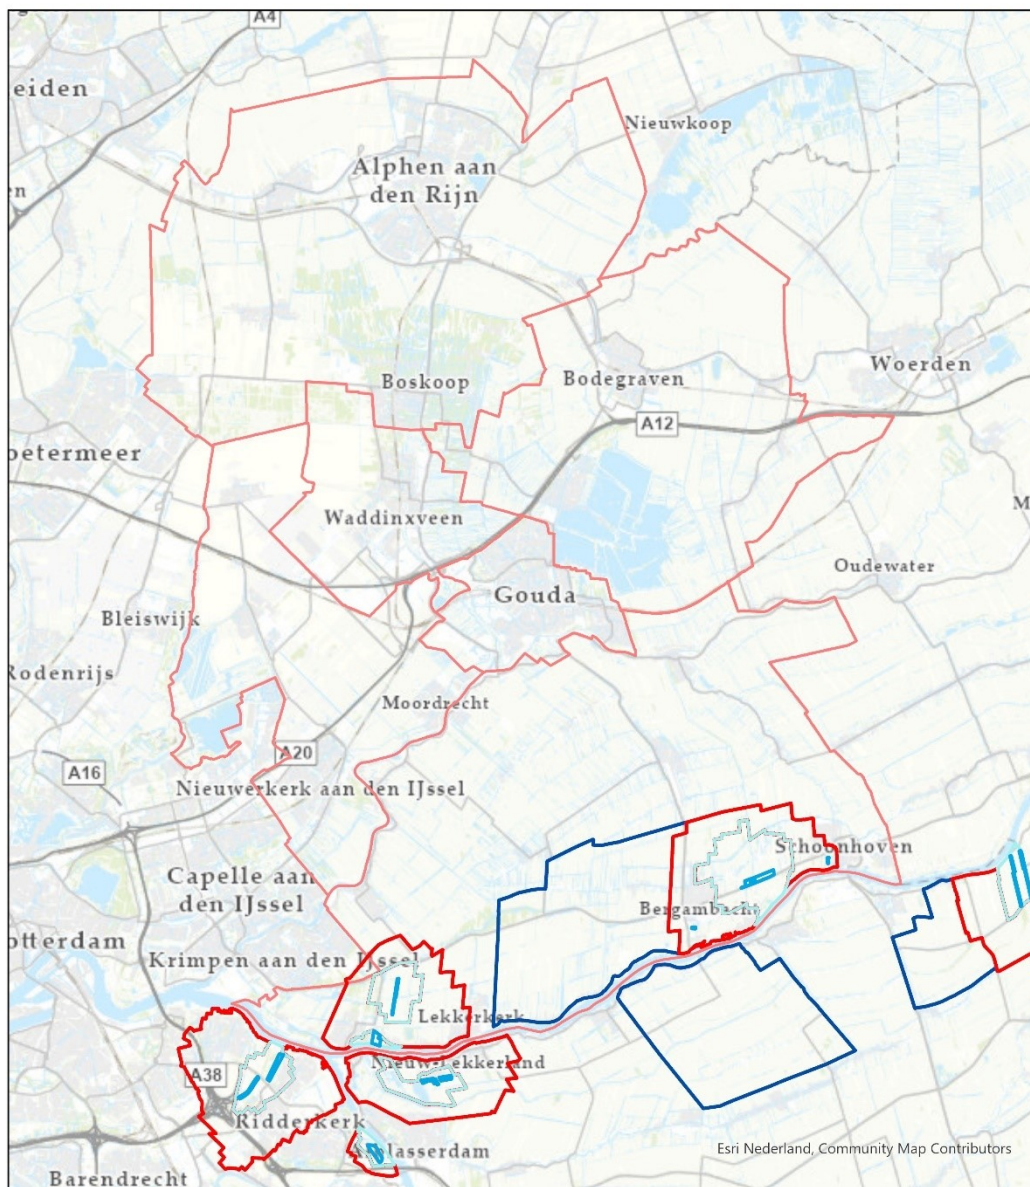 A4
eiden
Nieuwkoop
Alphen aan
den Rijn
en
Woerden
Boskoop
Bodegraven
A12
oetermeer
Waddinxveen
M
Oudewater
Gouda
Bleiswijk
Rodenrijs
Moordrecht
A20
A16
Nieuwerkerk aan den IJssel
Schoonhoven
Capelle aan
den IJssel
Bergambacht
otterdam
Krimpen aan den IJssel
Lekkerkerk
Nieuw-Lekkerland
A38
Ridderkerk
Alblasserdam
Esri Nederland, Community Map Contributors
Barendrecht